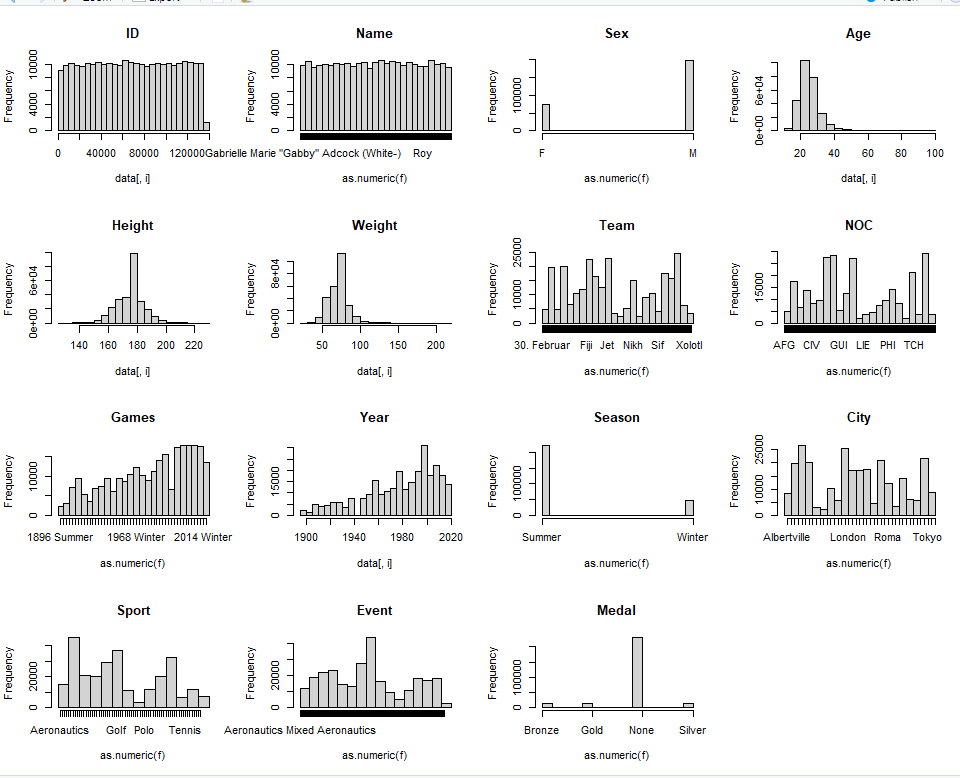 ID
Frequency
0 4000 10000
0 40000 80000 120000
data[, i]
Name
Frequency
0 4000 10000
Gabrielle Marie "Gabby" Adcock (White-) Roy
as.numeric(f)
Sex
Frequency
0 100000
F M
as.numeric(f)
Age
Frequency
0e+00 6e+04
20 40 60 80 100
data[, i]
Height
Frequency
0e+00 6e+04
140 160 180 200 220
data[, i]
Weight
Frequency
0e+00 8e+04
50 100 150 200
data[, i]
Team
Frequency
0 10000 25000
30. Februar Fiji Jet Nikh Sif Xolotl
as.numeric(f)
NOC
Frequency
0 15000
AFG CIV GUI LIE PHI TCH
as.numeric(f)
Games
Frequency
0 10000
1896 Summer 1968 Winter 2014 Winter
as.numeric(f)
Year
Frequency
0 15000
1900 1940 1980 2020
data[, i]
Season
Frequency
0 100000
Summer Winter
as.numeric(f)
City
Frequency
0 10000 25000
Albertville London Roma Tokyo
as.numeric(f)
Sport
Frequency
0 20000
Aeronautics Golf Polo Tennis
as.numeric(f)
Event
Frequency
0 20000
Aeronautics Mixed Aeronautics
as.numeric(f)
Medal
Frequency
0 100000
Bronze Gold None Silver
as.numeric(f)